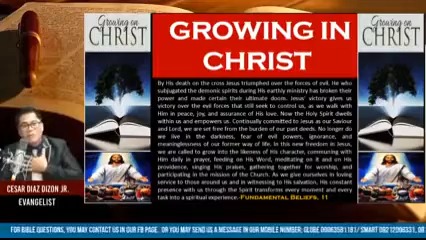 Growing on
CHRIST
GROWING IN
CHRIST
Growing on
CHRIST
By His death on the cross Jesus triumphed over the forces of evil. He who
subjugated the demonic spirits during His earthly ministry has broken their
power and made certain their ultimate doom. Jesus' victory gives us
victory over the evil forces that still seek to control us, as we walk with
Him in peace, joy, and assurance of His love. Now the Holy Spirit dwells
within us and empowers us. Continually committed to Jesus as our Saviour
and Lord, we are set free from the burden of our past deeds. No longer do
we live in the darkness, fear of evil powers, ignorance, and
meaninglessness of our former way of life. In this new freedom in Jesus,
we are called to grow into the likeness of His character, communing with
Him daily in prayer, feeding on His Word, meditating on it and on His
providence, singing His praises, gathering together for worship, and
participating in the mission of the Church. As we give ourselves in loving
service to those around us and in witnessing to His salvation, His constant
presence with us through the Spirit transforms every moment and every
task into a spiritual experience. -Fundamental Beliefs, 11
CESAR DIAZ DIZON JR.
EVANGELIST
FOR BIBLE QUESTIONS, YOU MAY CONTACT US IN OUR FB PAGE, OR YOU MAY SEND US A MESSAGE IN OUR MOBILE NUMBER: GLOBE 09063958118 / SMART 09212206331, OR